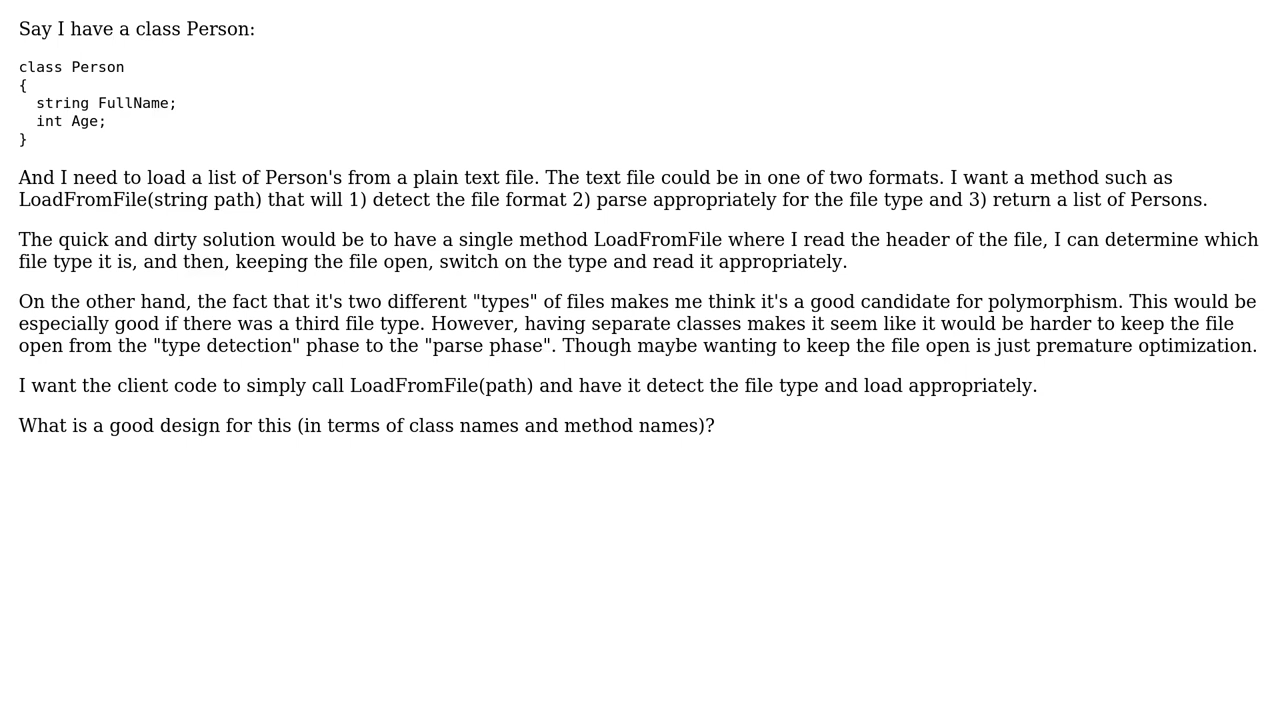 Say I have a class Person:
class Person
{
  string FullName;
  int Age;
}
And I need to load a list of Person's from a plain text file. The text file could be in one of two formats. I want a method such as
LoadFromFile(string path) that will 1) detect the file format 2) parse appropriately for the file type and 3) return a list of Persons.
The quick and dirty solution would be to have a single method LoadFromFile where I read the header of the file, I can determine which
file type it is, and then, keeping the file open, switch on the type and read it appropriately.
On the other hand, the fact that it's two different "types" of files makes me think it's a good candidate for polymorphism. This would be
especially good if there was a third file type. However, having separate classes makes it seem like it would be harder to keep the file
open from the "type detection" phase to the "parse phase". Though maybe wanting to keep the file open is just premature optimization.
I want the client code to simply call LoadFromFile(path) and have it detect the file type and load appropriately.
What is a good design for this (in terms of class names and method names)?